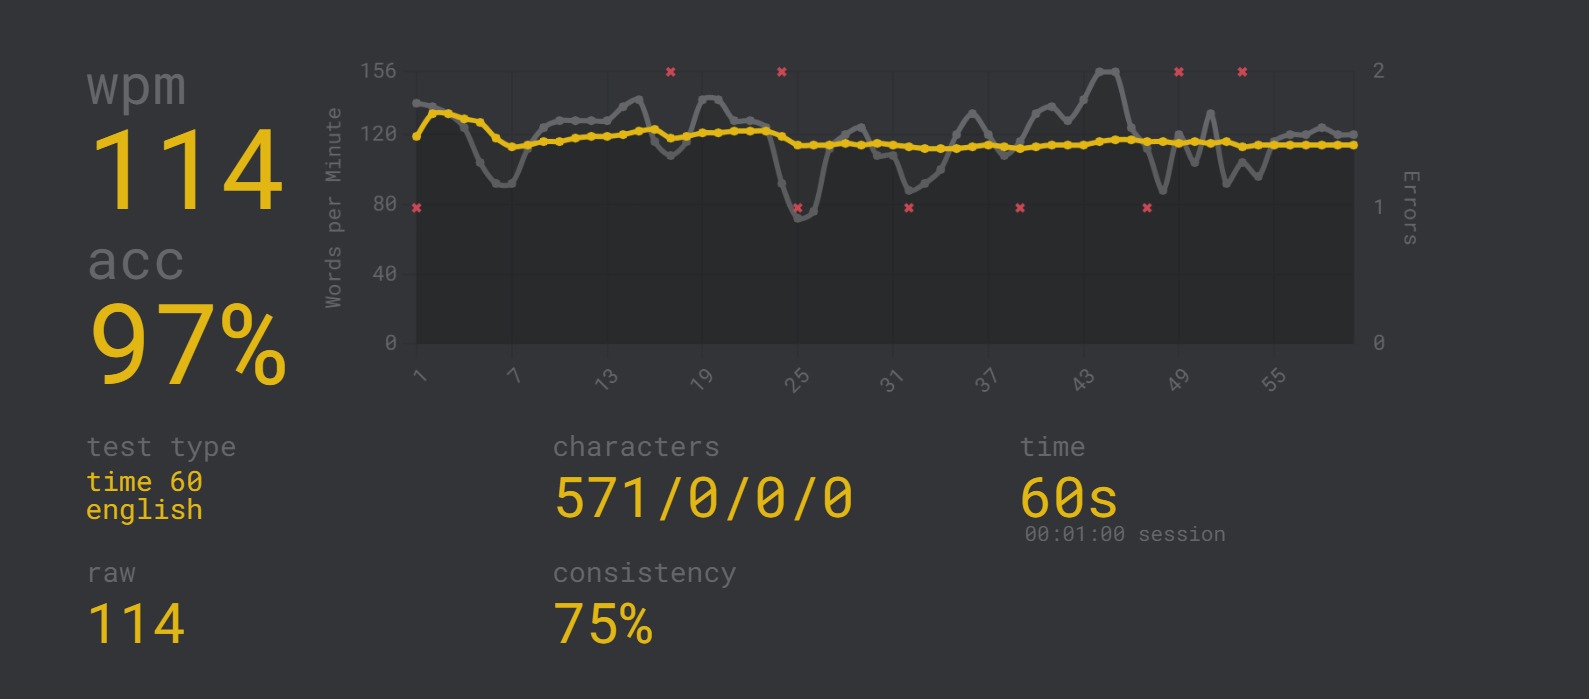 wpm
114
acc
97%
Words per Minute
156
120
80
40
0
1 7 13 19 25 31 37 43 49 55
2
1
0
Errors
test type
time 60
english
characters
571/0/0/0
time
60s
00:01:00 session
raw
114
consistency
75%